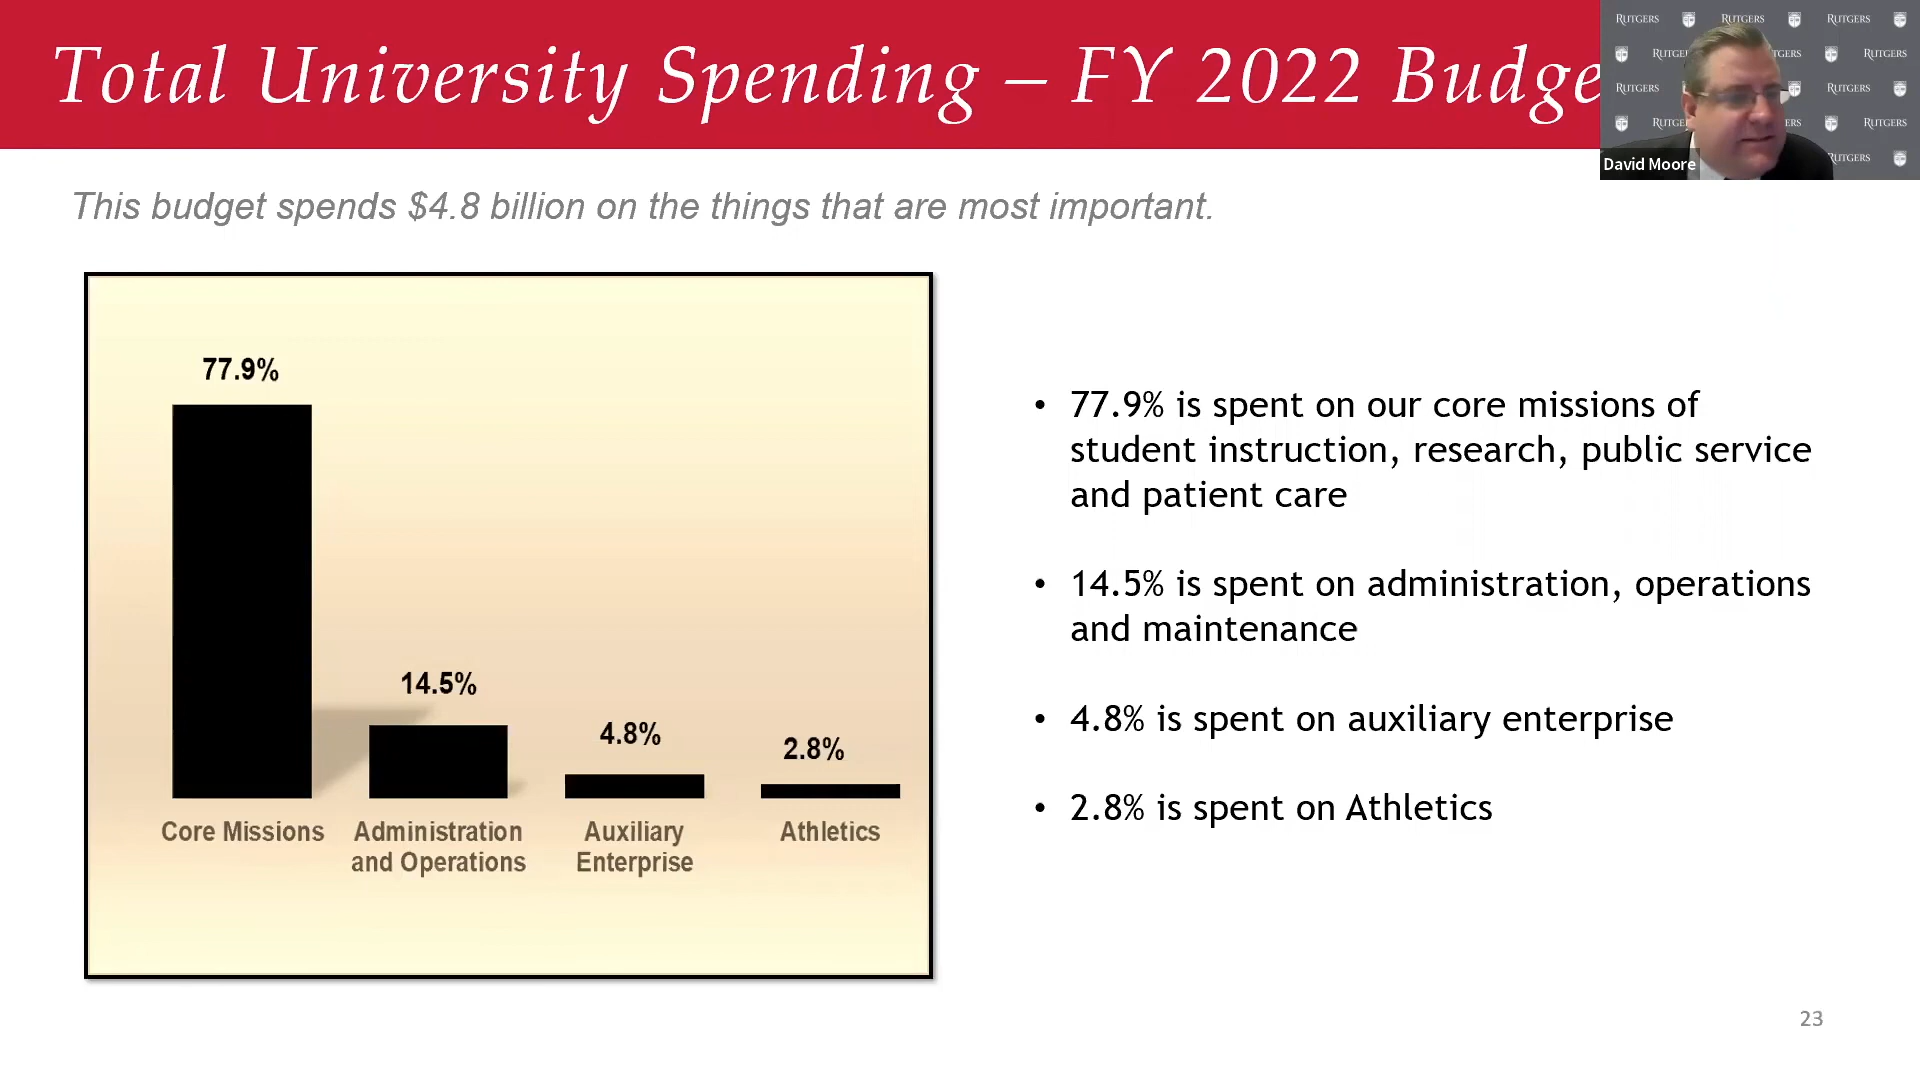 Total University Spending – FY 2022 Budge
RUTGERS RUTGERS RUTGERS
RUTGERS
RUTGERS RUTGERS
RUTGERS
RUTGERS
RUTGERS
David Moore
This budget spends $4.8 billion on the things that are most important.
77.9%
14.5%
4.8%
2.8%
Core Missions
Administration
and Operations
Auxiliary
Enterprise
Athletics
• 77.9% is spent on our core missions of
student instruction, research, public service
and patient care
• 14.5% is spent on administration, operations
and maintenance
• 4.8% is spent on auxiliary enterprise
• 2.8% is spent on Athletics
23